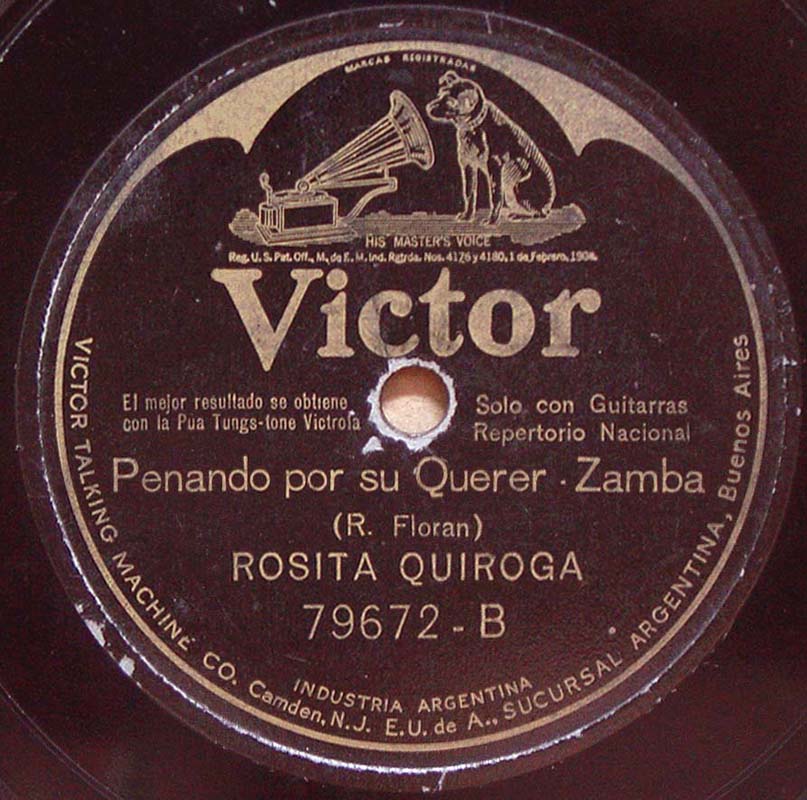 MARCAS REGISTRADAS
HIS MASTER'S VOICE
Reg. U.S. Pat. Off., M. de F. M. Ind. Rgtrda. Nos. 4176 y 4180, 1 de Febrero, 1908.
Victor
El mejor resultado se obtiene
con la Pua Tungs-tone Victrola
Solo con Guitarras
Repertorio Nacional
Penando por su Querer · Zamba
(R. Floran)
ROSITA QUIROGA
79672 - B
INDUSTRIA ARGENTINA
VICTOR TALKING MACHINE CO. Camden, N.J. E.U. de A., SUCURSAL ARGENTINA, Buenos Aires